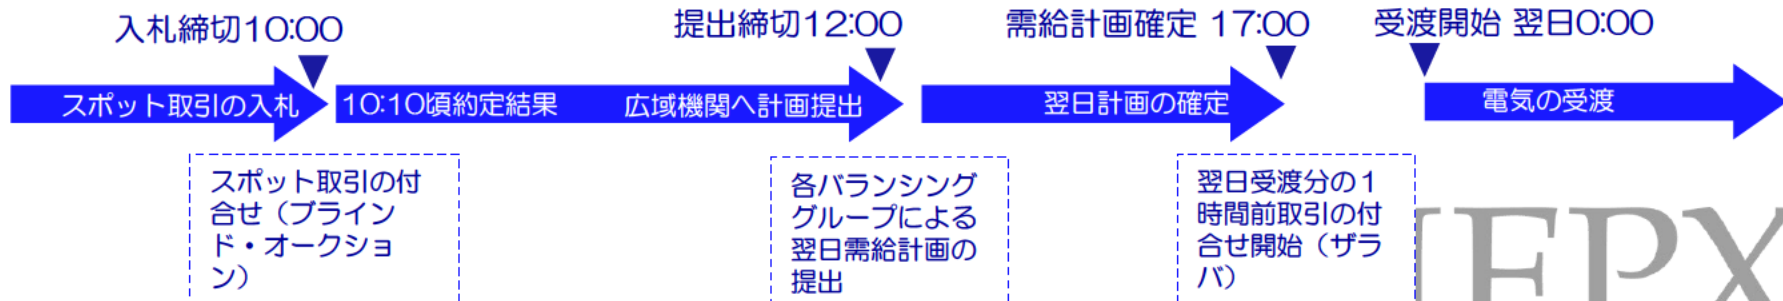 入札締切10:00
提出締切12:00
需給計画確定 17:00
受渡開始 翌日0:00
スポット取引の入札
10:10頃約定結果
広域機関へ計画提出
翌日計画の確定
電気の受渡
スポット取引の付
合せ（ブライン
ド・オークショ
ン）
各バランシング
グループによる
翌日需給計画の
提出
翌日受渡分の１
時間前取引の付
合せ開始（ザラ
バ）
JEPX